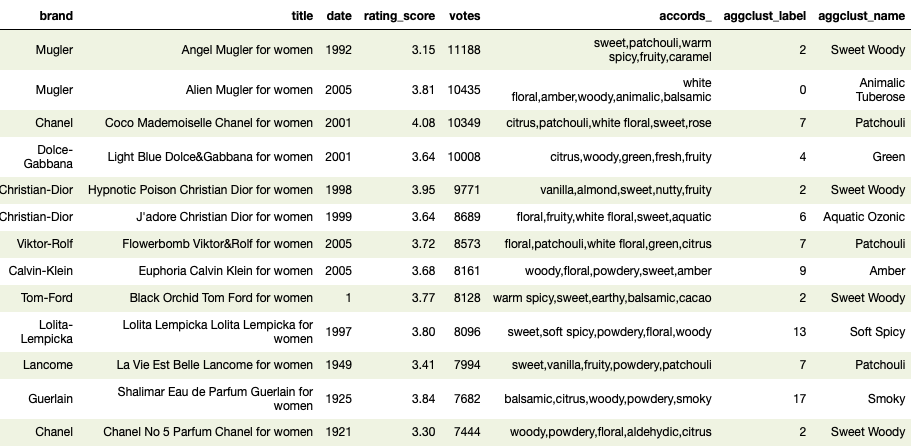 brand title date rating_score votes accords_ aggclust_label aggclust_name
Mugler Angel Mugler for women 1992 3.15 11188 sweet,patchouli,warm spicy,fruity,caramel 2 Sweet Woody
Mugler Alien Mugler for women 2005 3.81 10435 white floral,amber,woody,animalic,balsamic 0 Animalic Tuberose
Chanel Coco Mademoiselle Chanel for women 2001 4.08 10349 citrus,patchouli,white floral,sweet,rose 7 Patchouli
Dolce-Gabbana Light Blue Dolce&Gabbana for women 2001 3.64 10008 citrus,woody,green,fresh,fruity 4 Green
Christian-Dior Hypnotic Poison Christian Dior for women 1998 3.95 9771 vanilla,almond,sweet,nutty,fruity 2 Sweet Woody
Christian-Dior J'adore Christian Dior for women 1999 3.64 8689 floral,fruity,white floral,sweet,aquatic 6 Aquatic Ozonic
Viktor-Rolf Flowerbomb Viktor&Rolf for women 2005 3.72 8573 floral,patchouli,white floral,green,citrus 7 Patchouli
Calvin-Klein Euphoria Calvin Klein for women 2005 3.68 8161 woody,floral,powdery,sweet,amber 9 Amber
Tom-Ford Black Orchid Tom Ford for women 1 3.77 8128 warm spicy,sweet,earthy,balsamic,cacao 2 Sweet Woody
Lolita-Lempicka Lolita Lempicka Lolita Lempicka for women 1997 3.80 8096 sweet,soft spicy,powdery,floral,woody 13 Soft Spicy
Lancome La Vie Est Belle Lancome for women 1949 3.41 7994 sweet,vanilla,fruity,powdery,patchouli 7 Patchouli
Guerlain Shalimar Eau de Parfum Guerlain for women 1925 3.84 7682 balsamic,citrus,woody,powdery,smoky 17 Smoky
Chanel Chanel No 5 Parfum Chanel for women 1921 3.30 7444 woody,powdery,floral,aldehydic,citrus 2 Sweet Woody